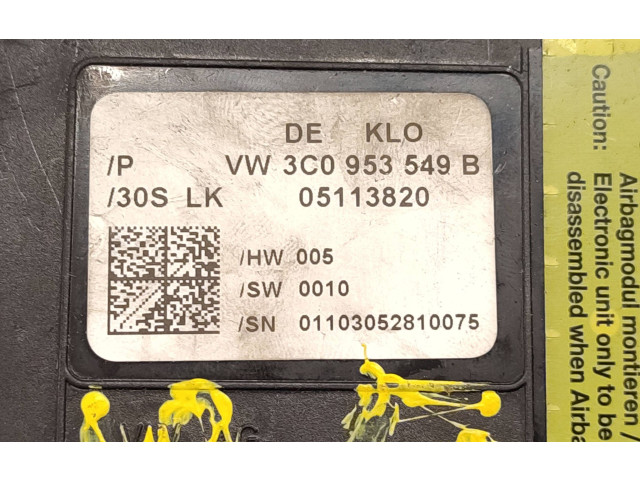 DE KLO
/P VW 3C0 953 549 B
/30S LK 05113820
/HW 005
/SW 0010
/SN 01103052810075
Caution:
Airbagmodul montieren /
Electronic unit only to be
disassembled when Airba